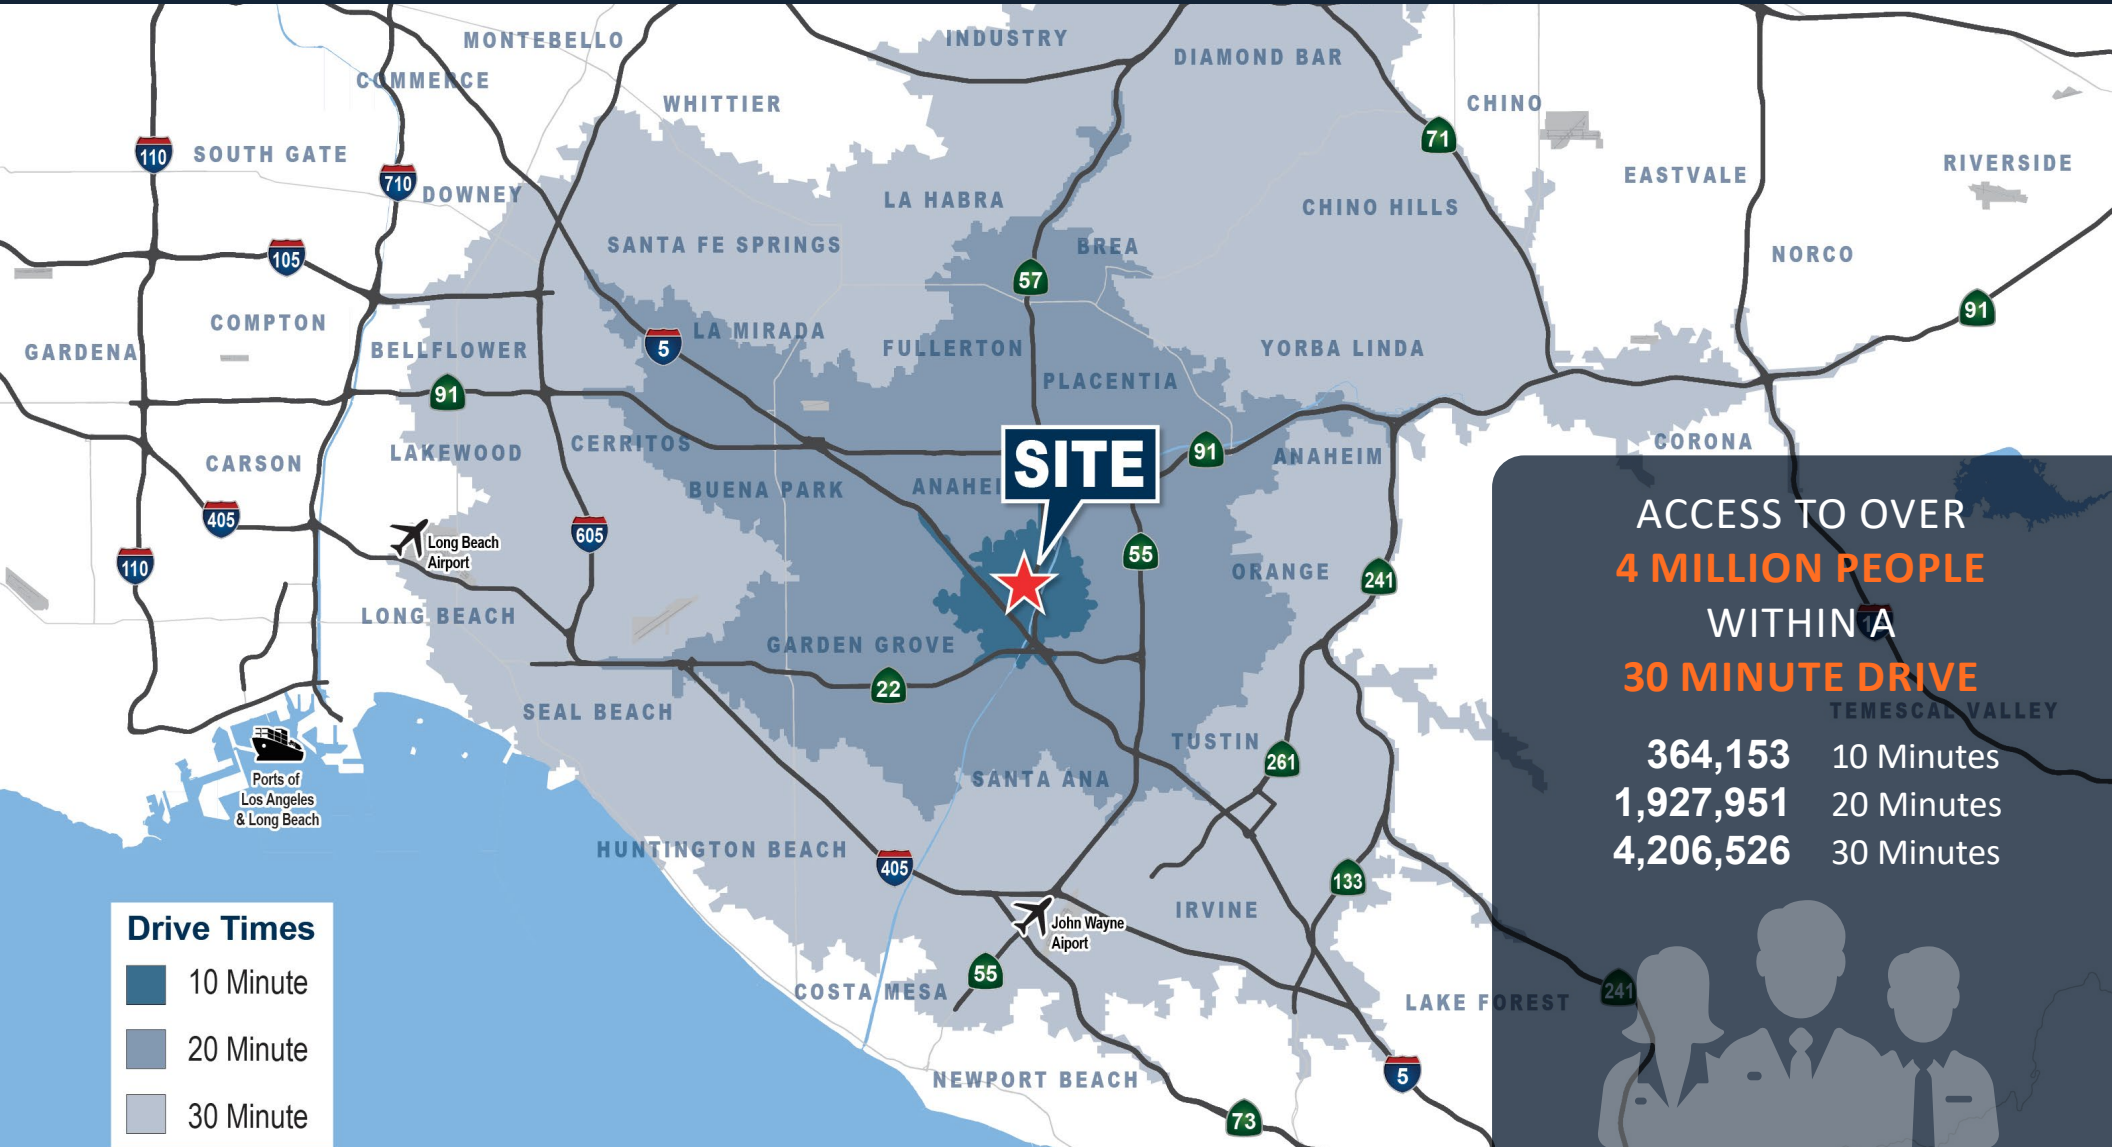 MONTEBELLO
INDUSTRY
DIAMOND BAR
COMMERCE
WHITTIER
CHINO
71
110
SOUTH GATE
710
DOWNEY
EASTVALE
RIVERSIDE
LA HABRA
CHINO HILLS
105
SANTA FE SPRINGS
BREA
57
NORCO
91
COMPTON
GARDENA
BELLFLOWER
5
LA MIRADA
FULLERTON
YORBA LINDA
PLACENTIA
91
LAKEWOOD
CERRITOS
SITE
91
ANAHEIM
CORONA
CARSON
BUENA PARK
ANAHEI
405
605
Long Beach
Airport
110
55
ORANGE
241
LONG BEACH
GARDEN GROVE
22
SEAL BEACH
TUSTIN
261
SANTA ANA
Ports of
Los Angeles
& Long Beach
HUNTINGTON BEACH
405
133
IRVINE
John Wayne
Aiport
55
COSTA MESA
LAKE FOREST
241
NEWPORT BEACH
5
73
ACCESS TO OVER
4 MILLION PEOPLE
WITHIN A
30 MINUTE DRIVE
TEMESCAL VALLEY
364,153 10 Minutes
1,927,951 20 Minutes
4,206,526 30 Minutes
Drive Times
10 Minute
20 Minute
30 Minute